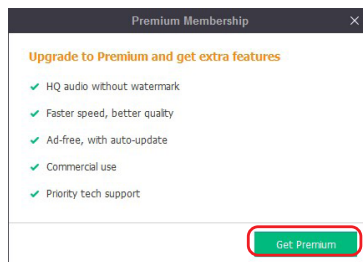 Premium Membership
Upgrade to Premium and get extra features
HQ audio without watermark
Faster speed, better quality
Ad-free, with auto-update
Commercial use
Priority tech support
Get Premium